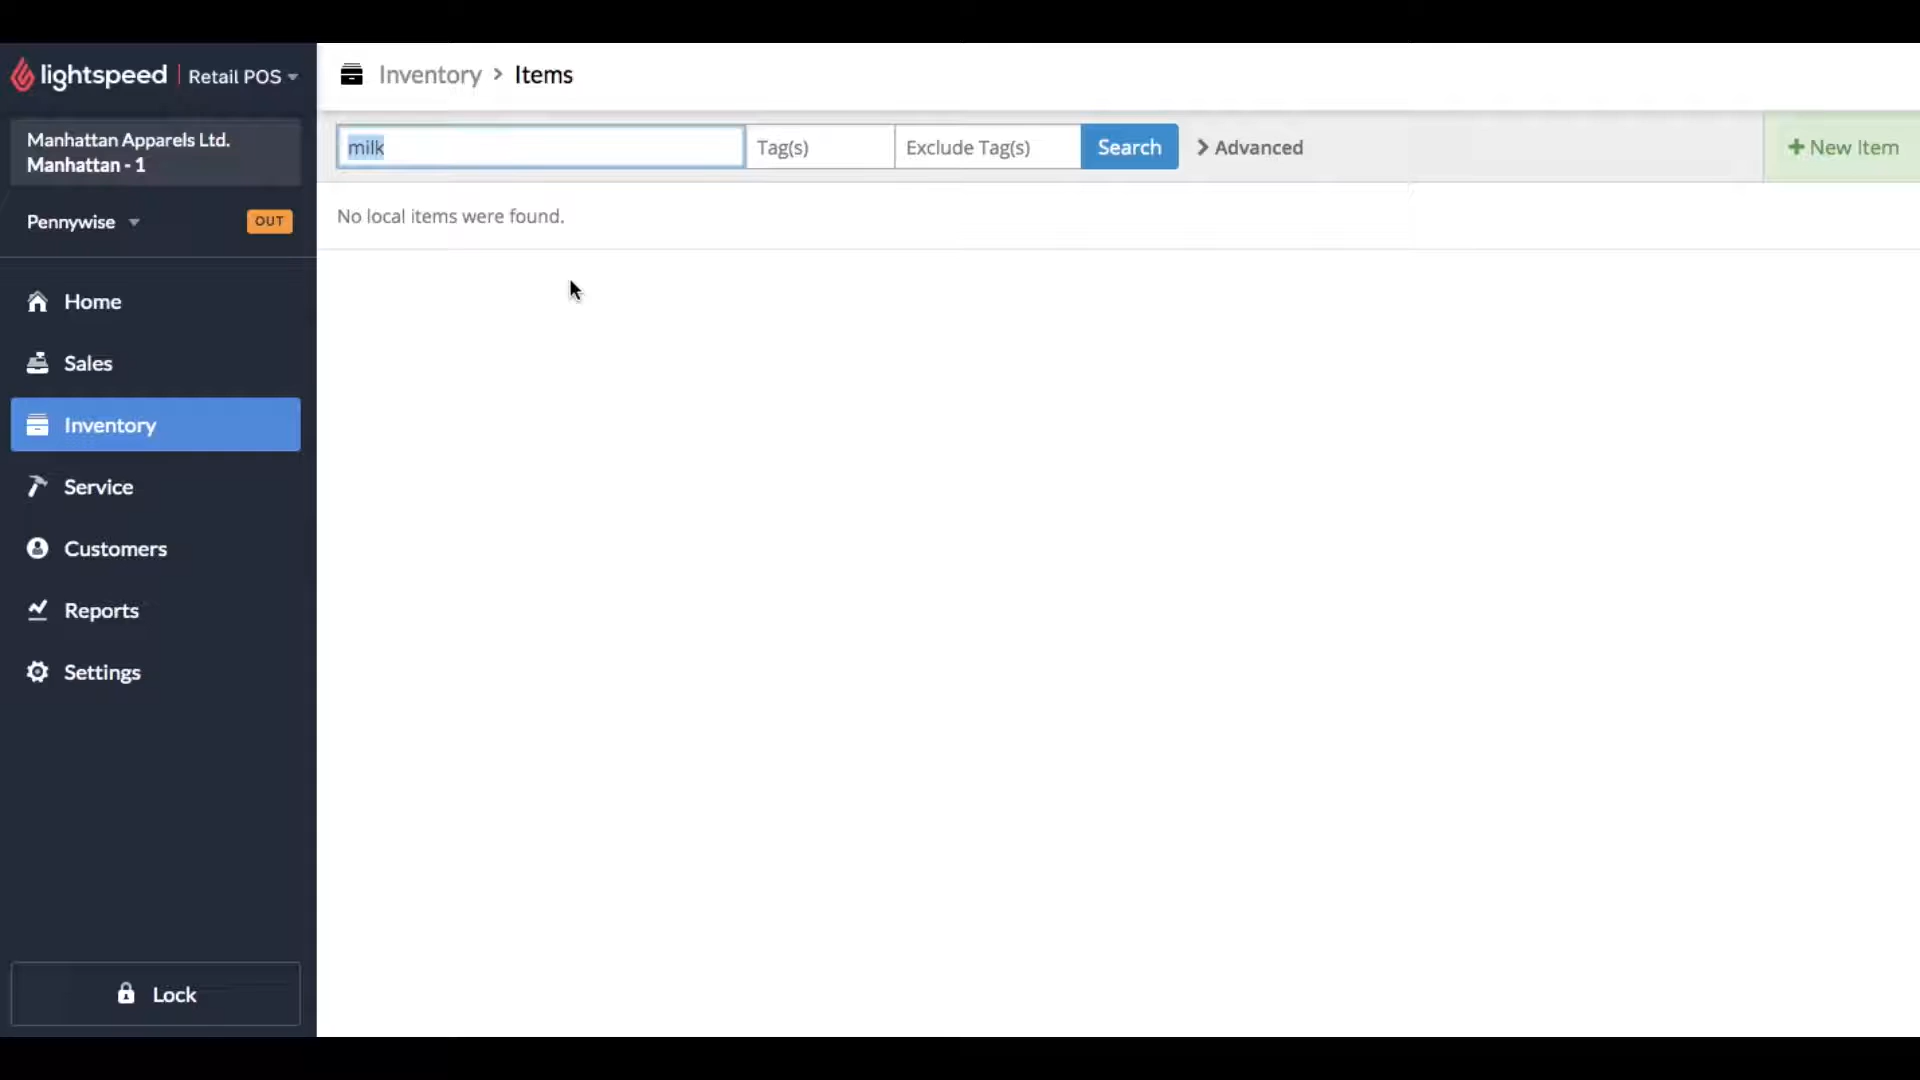 lightspeed | Retail POS
Inventory > Items
Manhattan Apparels Ltd.
Manhattan - 1
milk
Tag(s)
Exclude Tag(s)
Search
Advanced
+ New Item
Pennywise
OUT
No local items were found.
Home
Sales
Inventory
Service
Customers
Reports
Settings
Lock